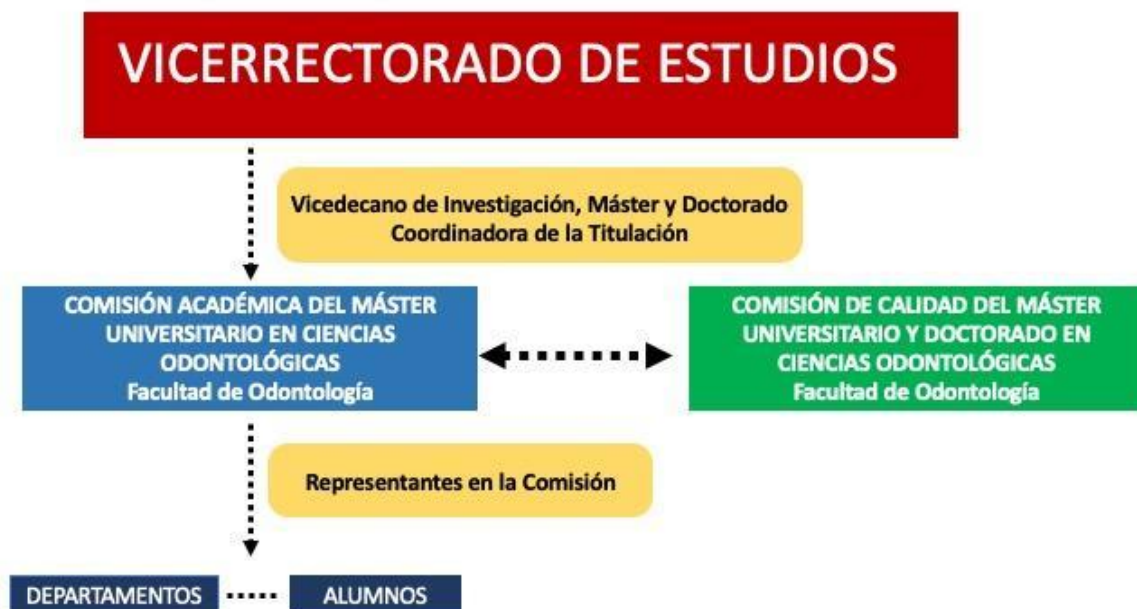 VICERRECTORADO DE ESTUDIOS
Vicedecano de Investigación, Máster y Doctorado
Coordinadora de la Titulación
COMISIÓN ACADÉMICA DEL MÁSTER
UNIVERSITARIO EN CIENCIAS
ODONTOLÓGICAS
Facultad de Odontología
COMISIÓN DE CALIDAD DEL MÁSTER
UNIVERSITARIO Y DOCTORADO EN
CIENCIAS ODONTOLÓGICAS
Facultad de Odontología
Representantes en la Comisión
DEPARTAMENTOS
ALUMNOS